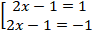 2x − 1 = 1
2x − 1 = −1